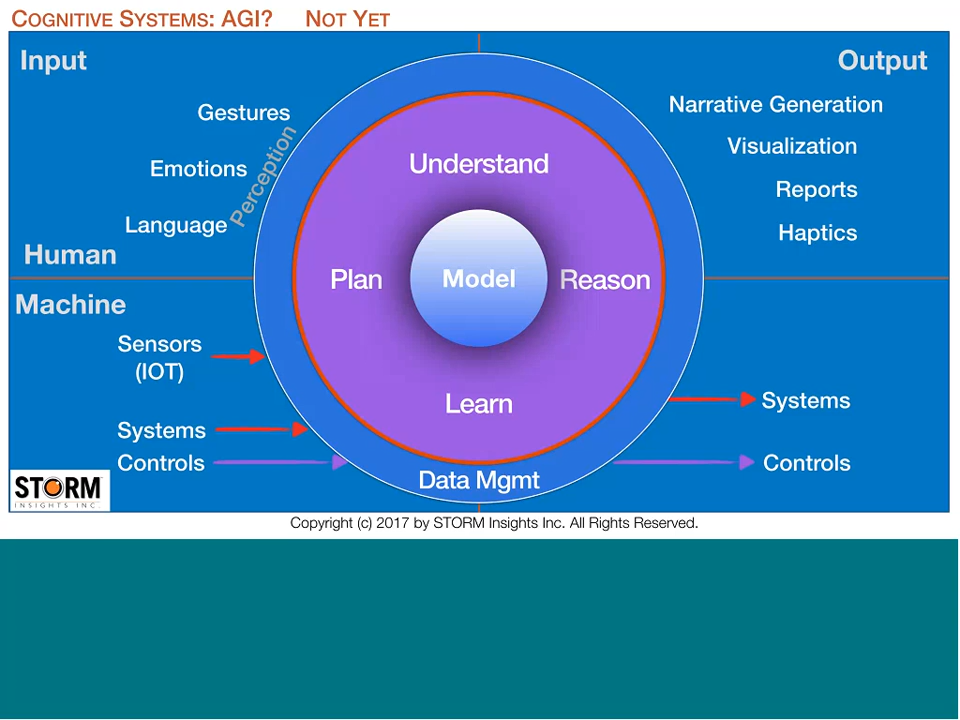 COGNITIVE SYSTEMS: AGI? NOT YET
Input
Output
Gestures
Emotions
Language
Perception
Human
Narrative Generation
Visualization
Reports
Haptics
Understand
Plan
Model
Reason
Learn
Data Mgmt
Machine
Sensors
(IOT)
Systems
Controls
Systems
Controls
STORM
INSIGHTS INC.
Copyright (c) 2017 by STORM Insights Inc. All Rights Reserved.